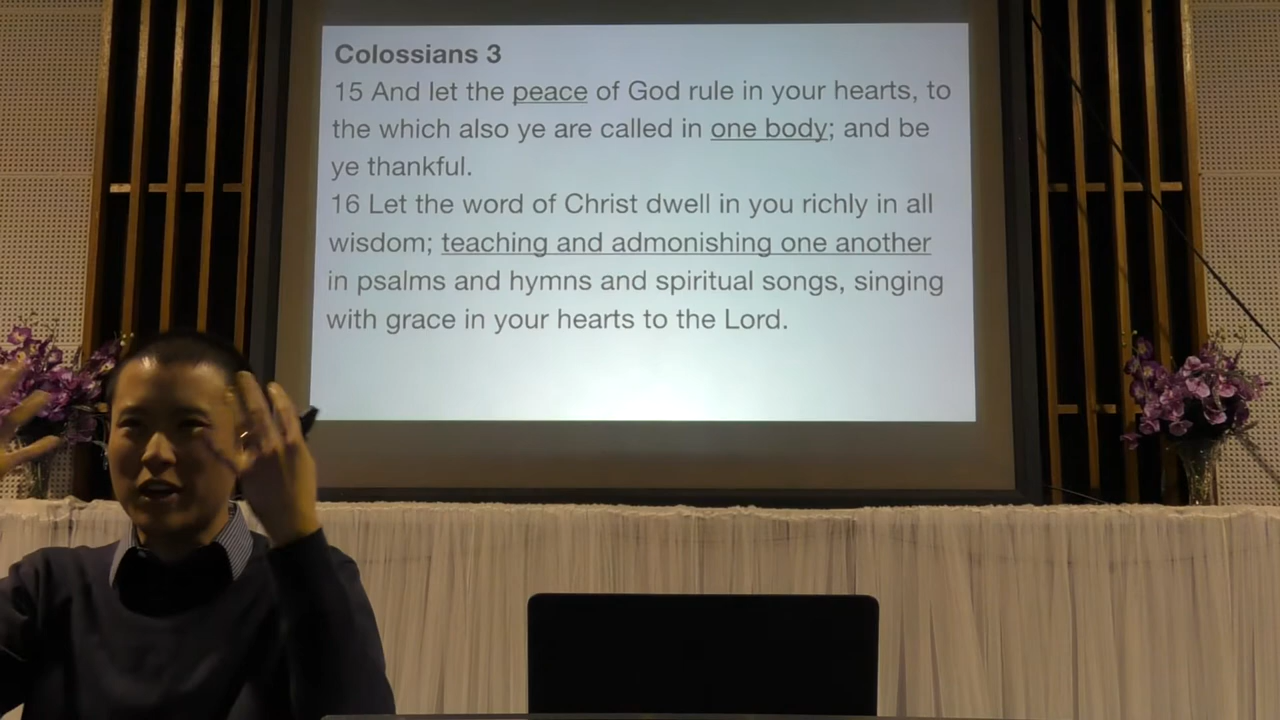 Colossians 3
15 And let the peace of God rule in your hearts, to
the which also ye are called in one body; and be
ye thankful.
16 Let the word of Christ dwell in you richly in all
wisdom; teaching and admonishing one another
in psalms and hymns and spiritual songs, singing
with grace in your hearts to the Lord.